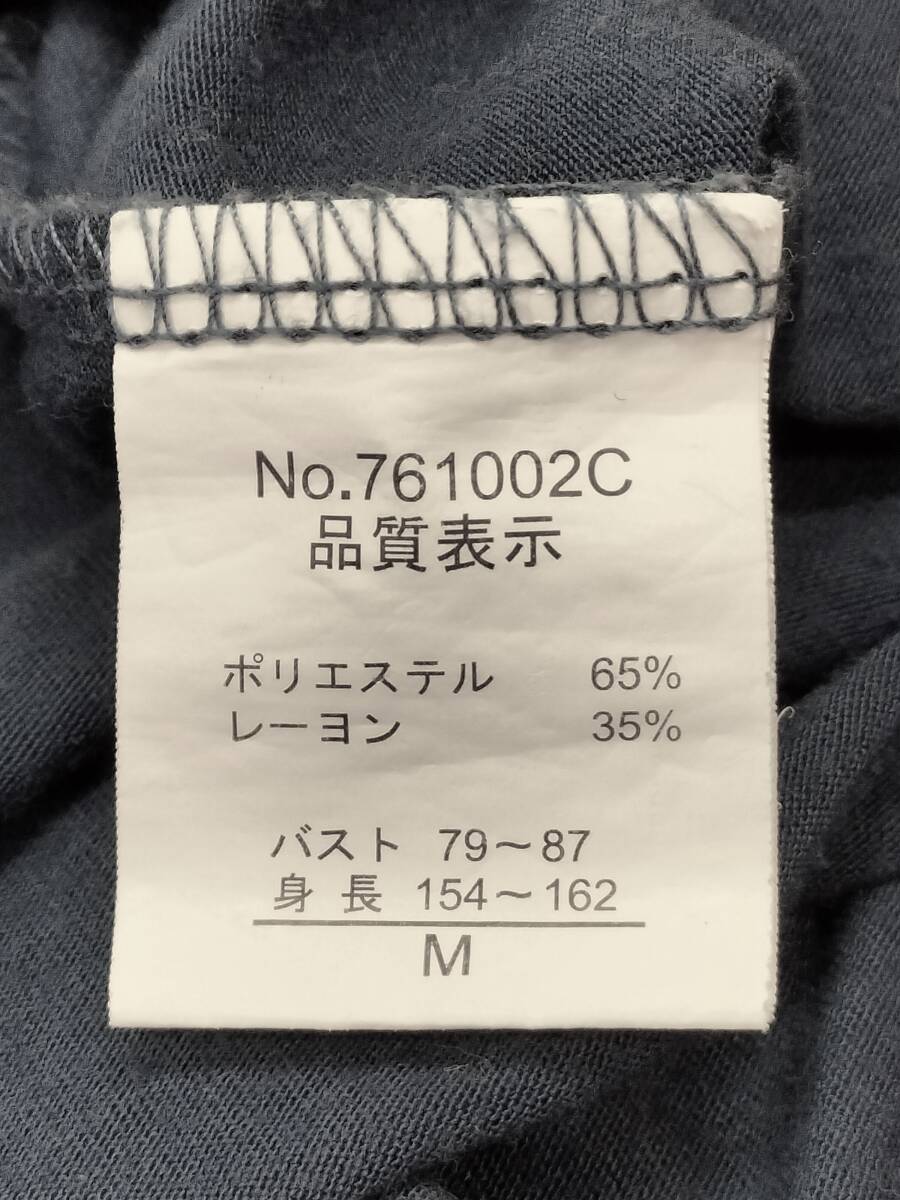 No.761002C
品質表示
ポリエステル 65%
レーヨン 35%
バスト 79～87
身 長 154～162
M